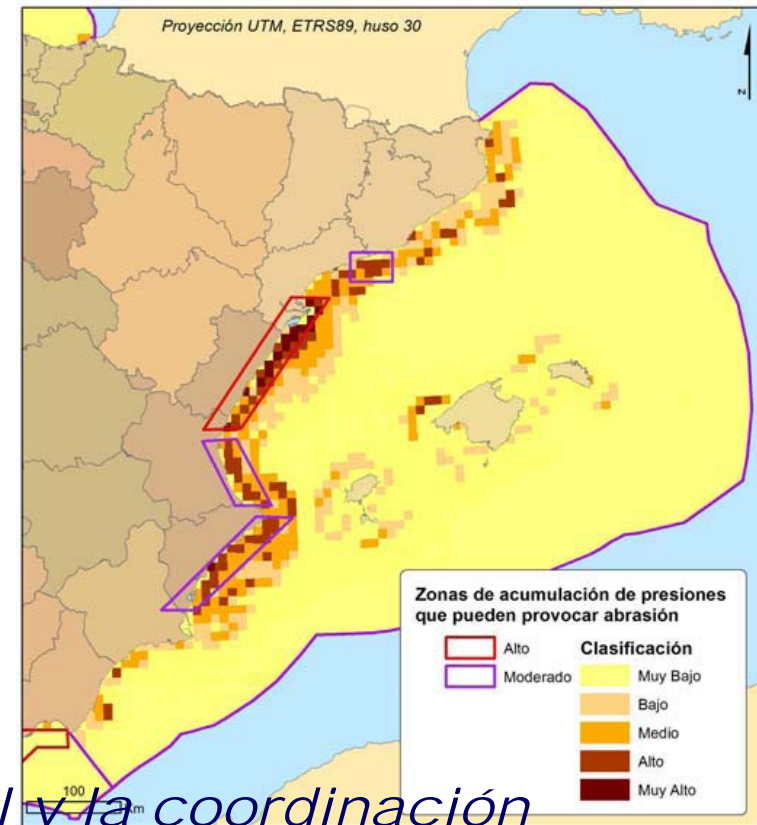 Proyección UTM, ETRS89, huso 30
N
Zonas de acumulación de presiones
que pueden provocar abrasión
Alto
Moderado
Clasificación
Muy Bajo
Bajo
Medio
Alto
Muy Alto
100
Km
l y la coordinación